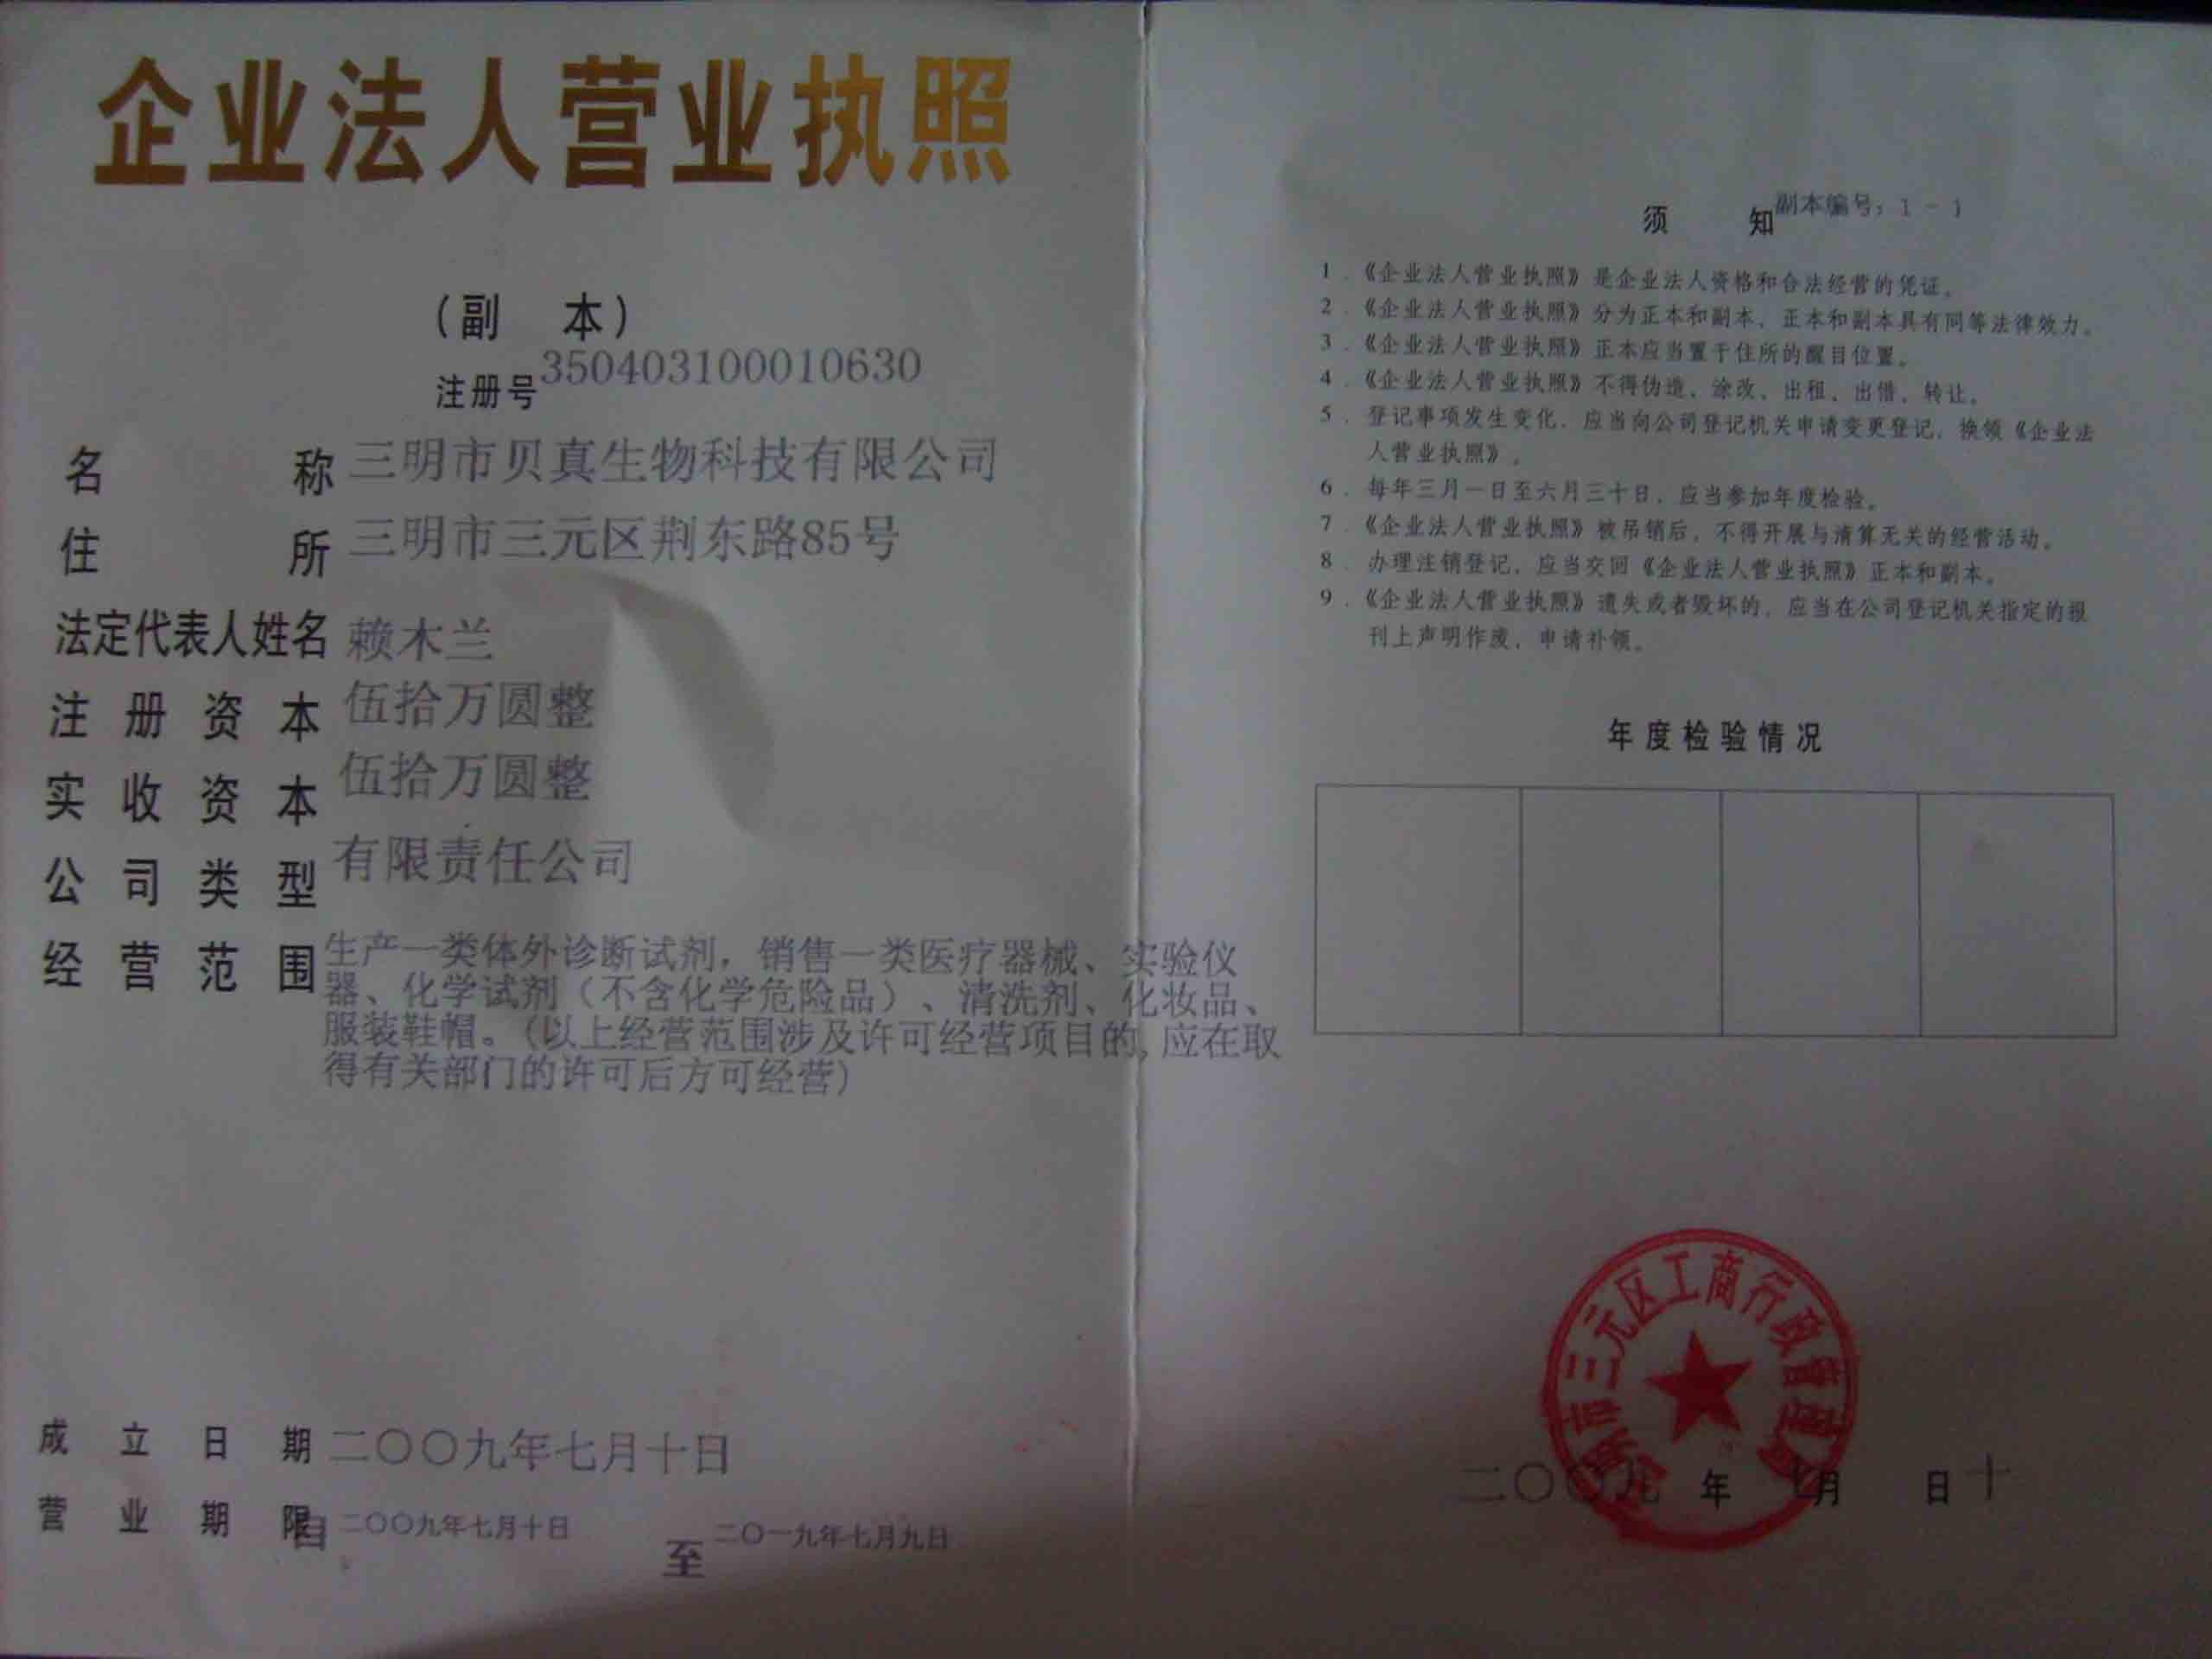 企业法人营业执照
（副 本）
注册号 350403100010630
名 称 三明市贝真生物科技有限公司
住 所 三明市三元区荆东路85号
法定代表人姓名 赖木兰
注册资本 伍拾万圆整
实收资本 伍拾万圆整
公司类型 有限责任公司
经营范围 生产一类体外诊断试剂，销售一类医疗器械、实验仪
器、化学试剂（不含化学危险品）、清洗剂、化妆品、
服装鞋帽。（以上经营范围涉及许可经营项目的，应在取
得有关部门的许可后方可经营）
成立日期 二〇〇九年七月十日
营业期限 自 二〇〇九年七月十日 至 二〇一九年七月九日
须 知 副本编号：1-1
1．《企业法人营业执照》是企业法人资格和合法经营的凭证。
2．《企业法人营业执照》分为正本和副本，正本和副本具有同等法律效力。
3．《企业法人营业执照》正本应当置于住所的醒目位置。
4．《企业法人营业执照》不得伪造、涂改、出租、出借、转让。
5．登记事项发生变化，应当向公司登记机关申请变更登记，换领《企业法
人营业执照》。
6．每年三月一日至六月三十日，应当参加年度检验。
7．《企业法人营业执照》被吊销后，不得开展与清算无关的经营活动。
8．办理注销登记，应当交回《企业法人营业执照》正本和副本。
9．《企业法人营业执照》遗失或者毁坏的，应当在公司登记机关指定的报
刊上声明作废，申请补领。
年度检验情况
三明市三元区工商行政管理局
二〇〇九 年 七月 日 十